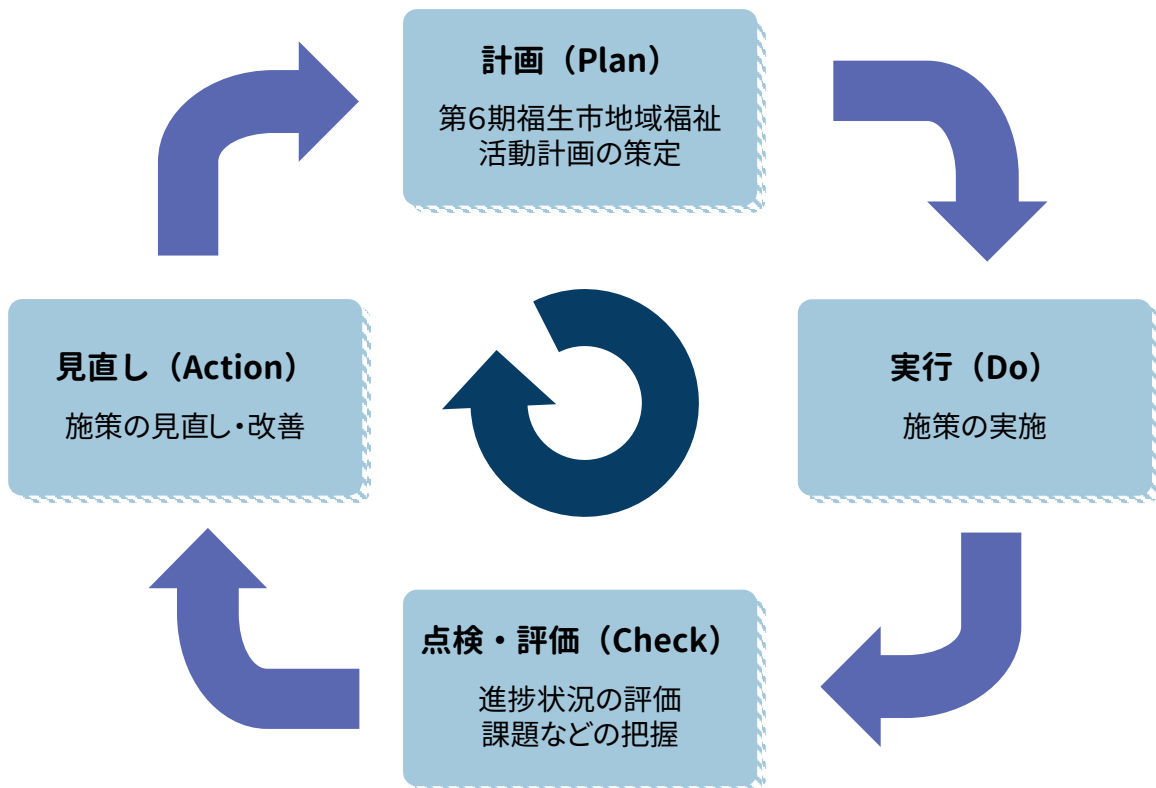 計画（Plan）
第6期福生市地域福祉
活動計画の策定
実行（Do）
施策の実施
点検・評価（Check）
進捗状況の評価
課題などの把握
見直し（Action）
施策の見直し・改善